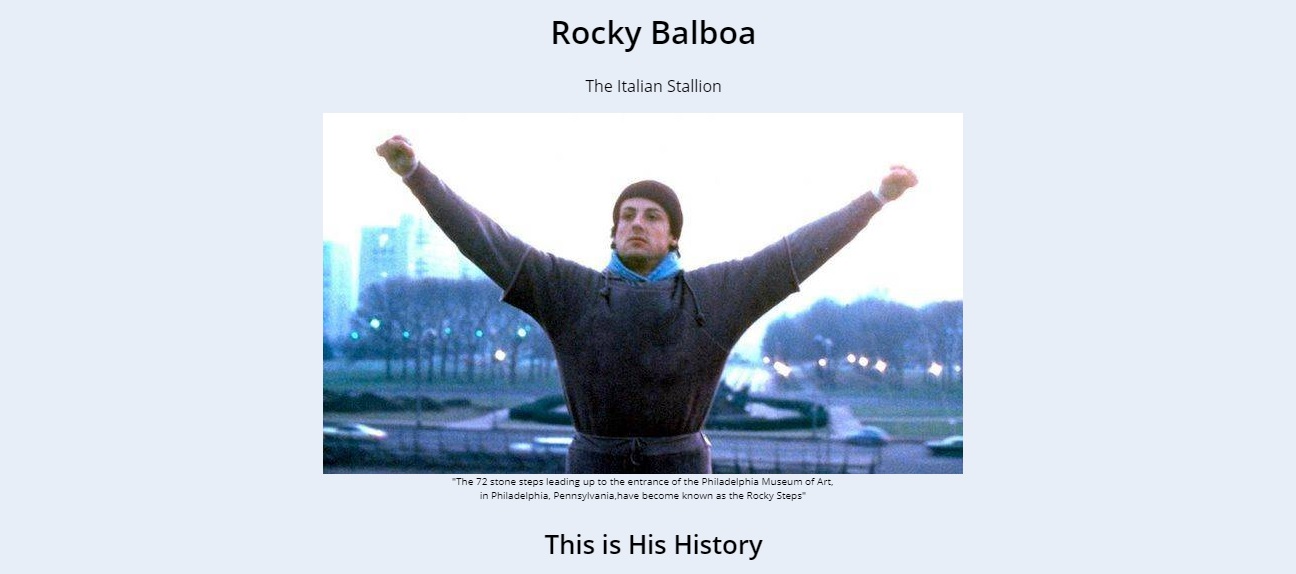 Rocky Balboa
The Italian Stallion
"The 72 stone steps leading up to the entrance of the Philadelphia Museum of Art,
in Philadelphia, Pennsylvania,have become known as the Rocky Steps"
This is His History